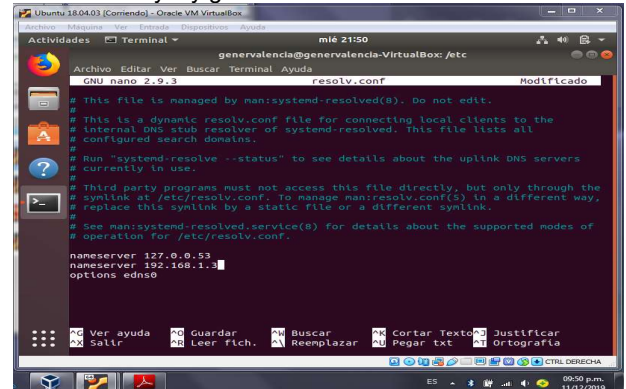 Ubuntu 18.04.03 [Corriendo] - Oracle VM VirtualBox
Archivo Máquina Ver Entrada Dispositivos Ayuda
Actividades Terminal mié 21:50
genervalencia@genervalencia-VirtualBox: /etc
Archivo Editar Ver Buscar Terminal Ayuda
GNU nano 2.9.3 resolv.conf Modificado
# This file is managed by man:systemd-resolved(8). Do not edit.
#
# This is a dynamic resolv.conf file for connecting local clients to the
# internal DNS stub resolver of systemd-resolved. This file lists all
# configured search domains.
#
# Run "systemd-resolve --status" to see details about the uplink DNS servers
# currently in use.
#
# Third party programs must not access this file directly, but only through the
# symlink at /etc/resolv.conf. To manage man:resolv.conf(5) in a different way,
# replace this symlink by a static file or a different symlink.
#
# See man:systemd-resolved.service(8) for details about the supported modes of
# operation for /etc/resolv.conf.
nameserver 127.0.0.53
nameserver 192.168.1.3
options edns0
^G Ver ayuda ^O Guardar ^W Buscar ^K Cortar Texto ^J Justificar
^X Salir ^R Leer fich. ^\ Reemplazar ^U Pegar txt ^T Ortografía
CTRL DERECHA
ES 09:50 p.m.
11/12/2019